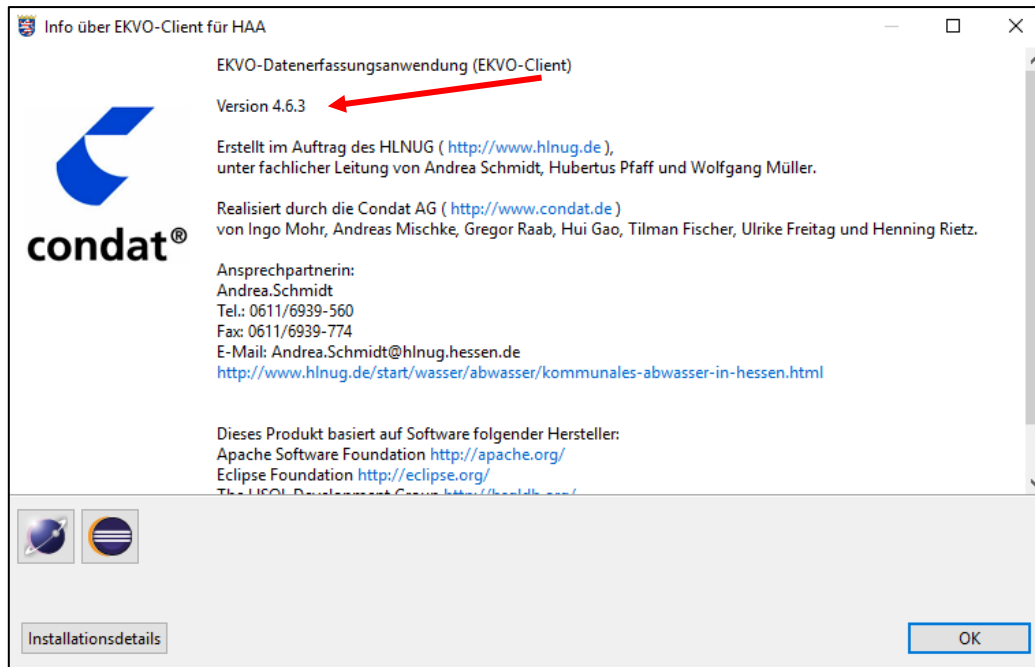 Info über EKVO-Client für HAA
EKVO-Datenerfassungsanwendung (EKVO-Client)
Version 4.6.3
Erstellt im Auftrag des HLNUG ( http://www.hlnug.de ),
unter fachlicher Leitung von Andrea Schmidt, Hubertus Pfaff und Wolfgang Müller.
Realisiert durch die Condat AG ( http://www.condat.de )
von Ingo Mohr, Andreas Mischke, Gregor Raab, Hui Gao, Tilman Fischer, Ulrike Freitag und Henning Rietz.
condat®
Ansprechpartnerin:
Andrea.Schmidt
Tel.: 0611/6939-560
Fax: 0611/6939-774
E-Mail: Andrea.Schmidt@hlnug.hessen.de
http://www.hlnug.de/start/wasser/abwasser/kommunales-abwasser-in-hessen.html
Dieses Produkt basiert auf Software folgender Hersteller:
Apache Software Foundation http://apache.org/
Eclipse Foundation http://eclipse.org/
Installationsdetails
OK